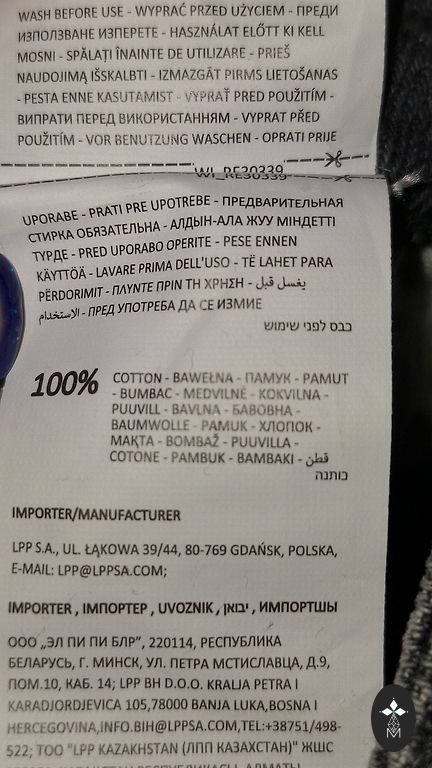 WASH BEFORE USE - WYPRAĆ PRZED UŻYCIEM - ПРЕДИ
ИЗПОЛЗВАНЕ ИЗПЕРЕТЕ - HASZNÁLAT ELŐTT KI KELL
MOSNI - SPĂLAȚI ÎNAINTE DE UTILIZARE - PRIEŠ
NAUDOJIMĄ IŠSKALBTI - IZMAZGĀT PIRMS LIETOŠANAS
- PESTA ENNE KASUTAMIST - VYPRAŤ PRED POUŽITÍM -
ВИПРАТИ ПЕРЕД ВИКОРИСТАННЯМ - VYPRAT PŘED
POUŽITÍM - VOR BENUTZUNG WASCHEN - OPRATI PRIJE
WI_RE30339
UPORABE - PRATI PRE UPOTREBE - ПРЕДВАРИТЕЛЬНАЯ
СТИРКА ОБЯЗАТЕЛЬНА - АЛДЫН-АЛА ЖУУ МІНДЕТТІ
ТҮРДЕ - PRED UPORABO OPERITE - PESE ENNEN
KÄYTTÖÄ - LAVARE PRIMA DELL'USO - TË LAHET PARA
PËRDORIMIT - ΠΛΥΝΤΕ ΠΡΙΝ ΤΗ ΧΡΗΣΗ - يغسل قبل
الاستخدام - ПРЕД УПОТРЕБА ДА СЕ ИЗМИЕ
כבס לפני שימוש
100% COTTON - BAWEŁNA - ПАМУК - PAMUT
- BUMBAC - MEDVILNĖ - KOKVILNA -
PUUVILL - BAVLNA - БАВОВНА -
BAUMWOLLE - PAMUK - ХЛОПОК -
МАҚТА - BOMBAŽ - PUUVILLA -
COTONE - PAMBUK - ΒΑΜΒΑΚΙ - قطن
כותנה
IMPORTER/MANUFACTURER
LPP S.A., UL. ŁĄKOWA 39/44, 80-769 GDAŃSK, POLSKA,
E-MAIL: LPP@LPPSA.COM;
IMPORTER , ІМПОРТЕР , UVOZNIK , יבואן , ИМПОРТШЫ
ООО „ЭЛ ПИ ПИ БЛР", 220114, РЕСПУБЛИКА
БЕЛАРУСЬ, Г. МИНСК, УЛ. ПЕТРА МСТИСЛАВЦА, Д.9,
ПОМ.10, КАБ. 14; LPP BH D.O.O. KRALJA PETRA I
KARADJORDJEVICA 105,78000 BANJA LUKA,BOSNA I
HERCEGOVINA,INFO.BIH@LPPSA.COM,TEL:+38751/498-
522; ТОО "LPP KAZAKHSTAN (ЛПП КАЗАХСТАН)" ЖШС